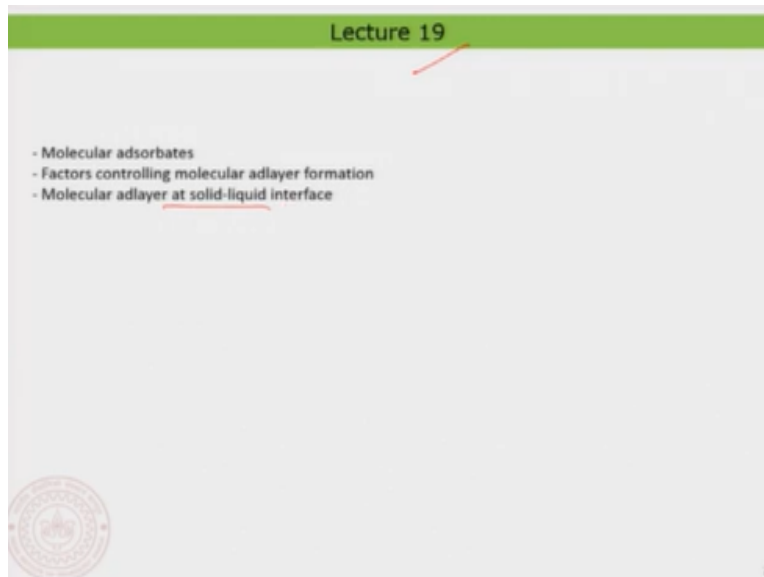 Lecture 19
- Molecular adsorbates
- Factors controlling molecular adlayer formation
- Molecular adlayer at solid-liquid interface